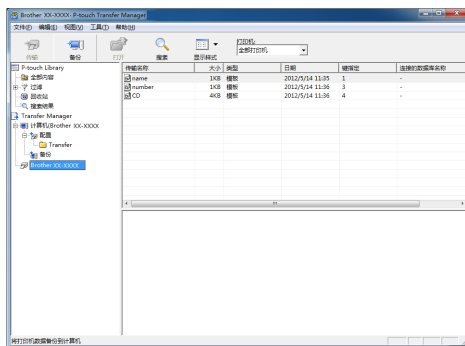 Brother XX-XXXX- P-touch Transfer Manager
文件(F) 编辑(E) 视图(V) 工具(T) 帮助(H)
传输 备份 打开 搜索 显示样式 打印机: 全部打印机
P-touch Library
全部内容
过滤
回收站
搜索结果
Transfer Manager
计算机/Brother XX-XXXX
配置
Transfer
备份
Brother XX-XXXX
传输名称 大小 类型 日期 键指定 连接的数据库名称
name 1KB 模板 2012/5/14 11:35 1 -
number 1KB 模板 2012/5/14 11:36 3 -
CD 4KB 模板 2012/5/14 11:36 4 -
将打印机数据备份到计算机